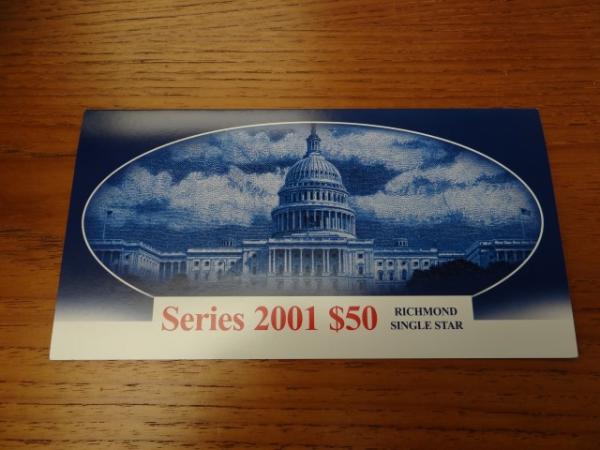 Series 2001 $50
RICHMOND
SINGLE STAR